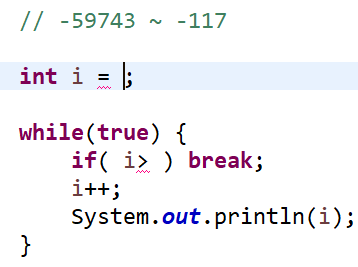 // -59743 ~ -117
int i = ;
while(true) {
if( i> ) break;
i++;
System.out.println(i);
}